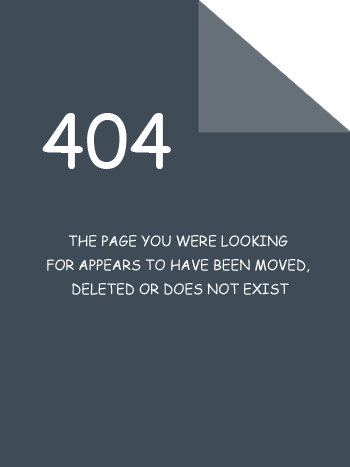 404
THE PAGE YOU WERE LOOKING
FOR APPEARS TO HAVE BEEN MOVED,
DELETED OR DOES NOT EXIST